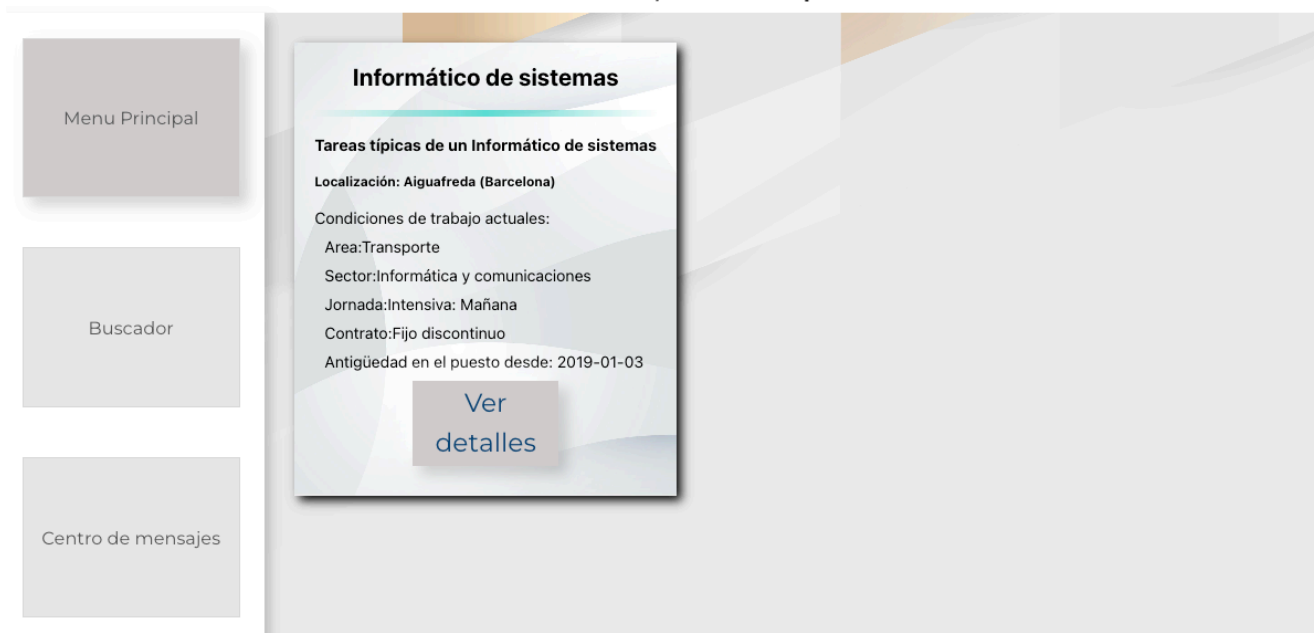 Menu Principal
Buscador
Centro de mensajes
Informático de sistemas
Tareas típicas de un Informático de sistemas
Localización: Aiguafreda (Barcelona)
Condiciones de trabajo actuales:
Area:Transporte
Sector:Informática y comunicaciones
Jornada:Intensiva: Mañana
Contrato:Fijo discontinuo
Antigüedad en el puesto desde: 2019-01-03
Ver
detalles